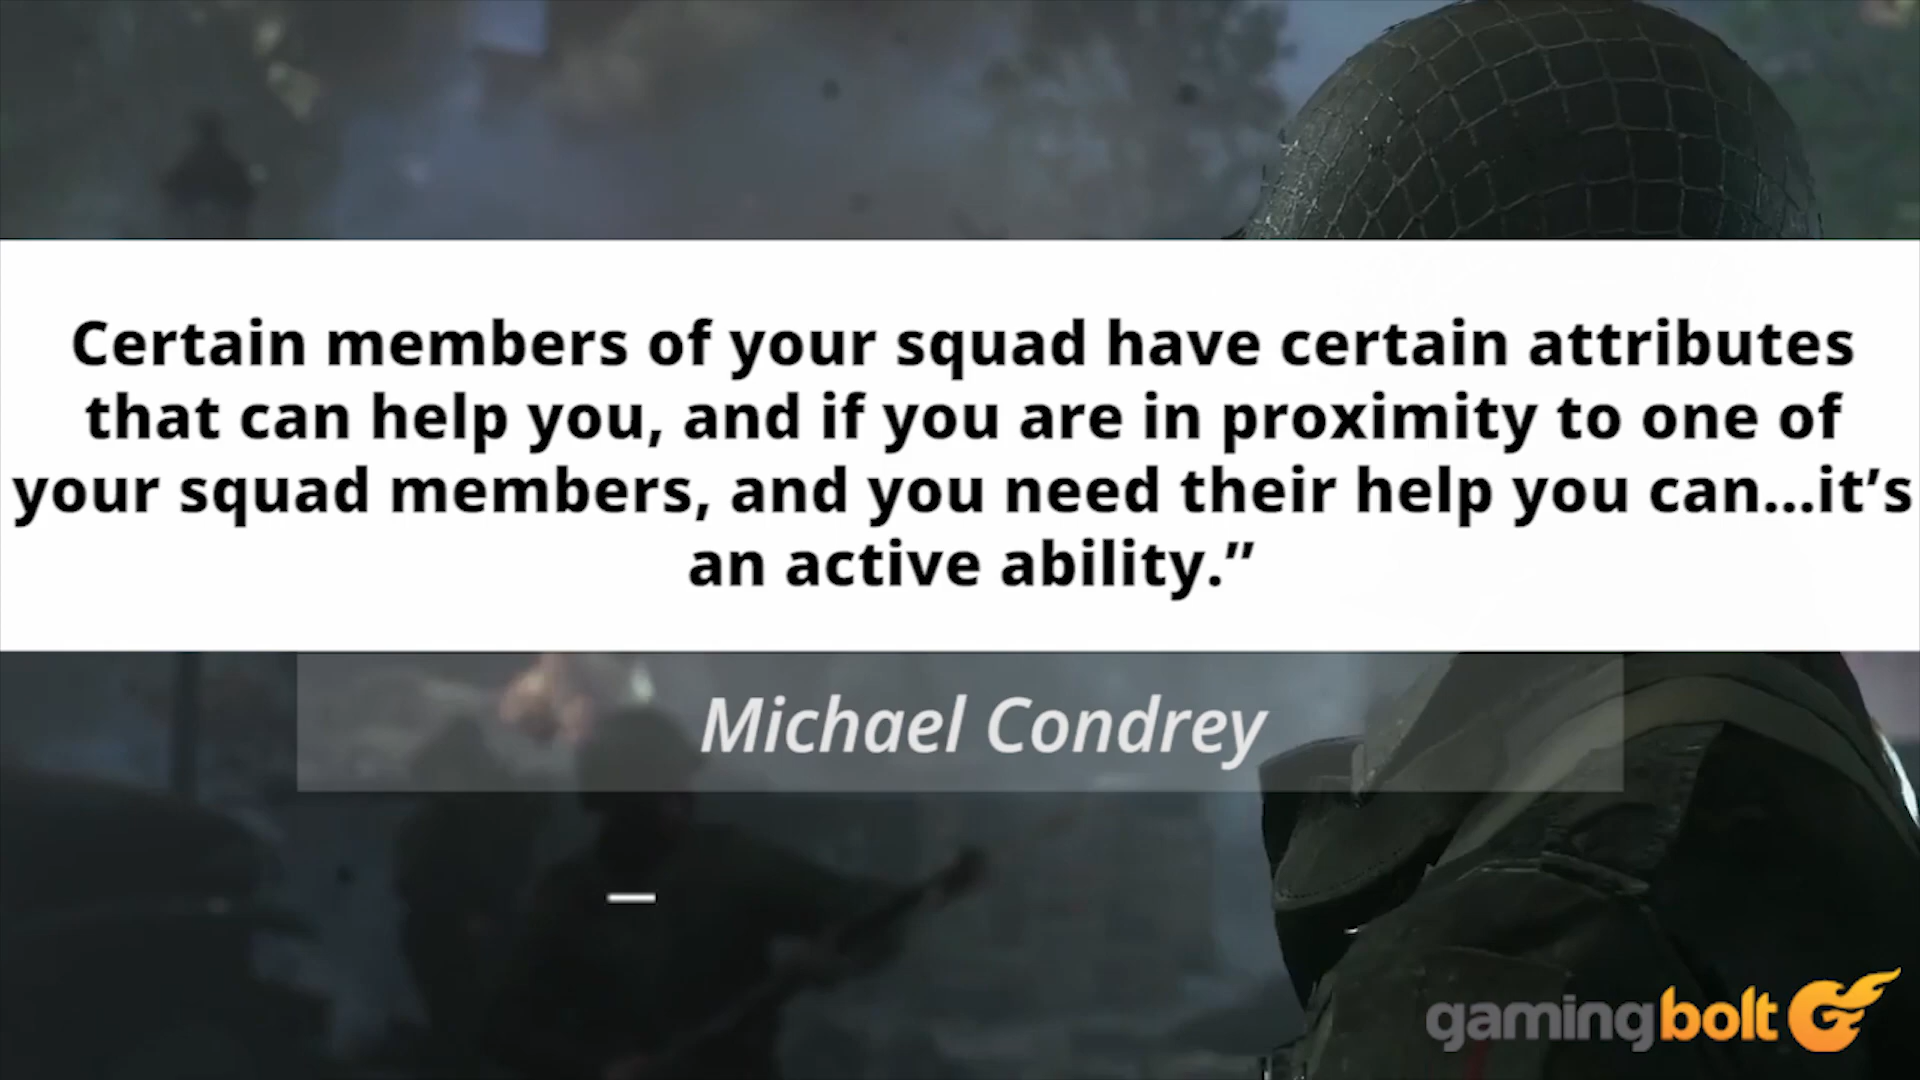 Certain members of your squad have certain attributes
that can help you, and if you are in proximity to one of
your squad members, and you need their help you can...it’s
an active ability.”
Michael Condrey
gamingbolt